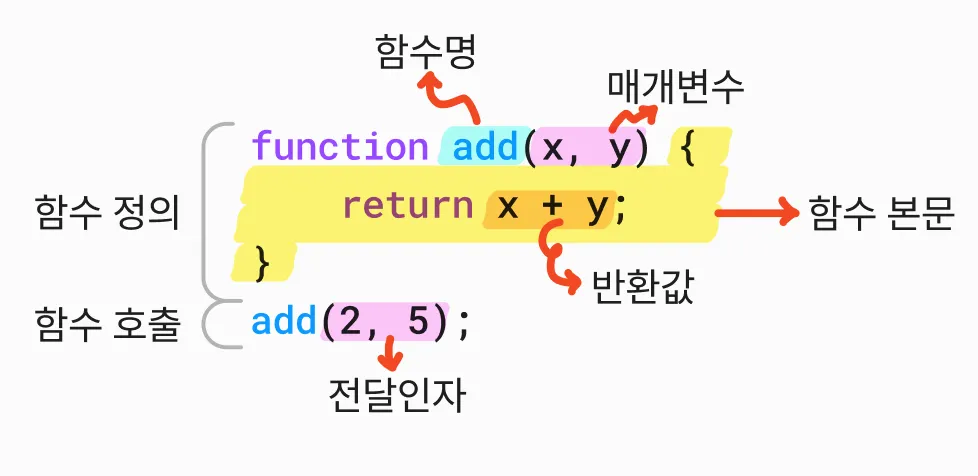 함수명
매개변수
function add(x, y) {
함수 정의
return x + y;
함수 본문
}
반환값
함수 호출
add(2, 5);
전달인자